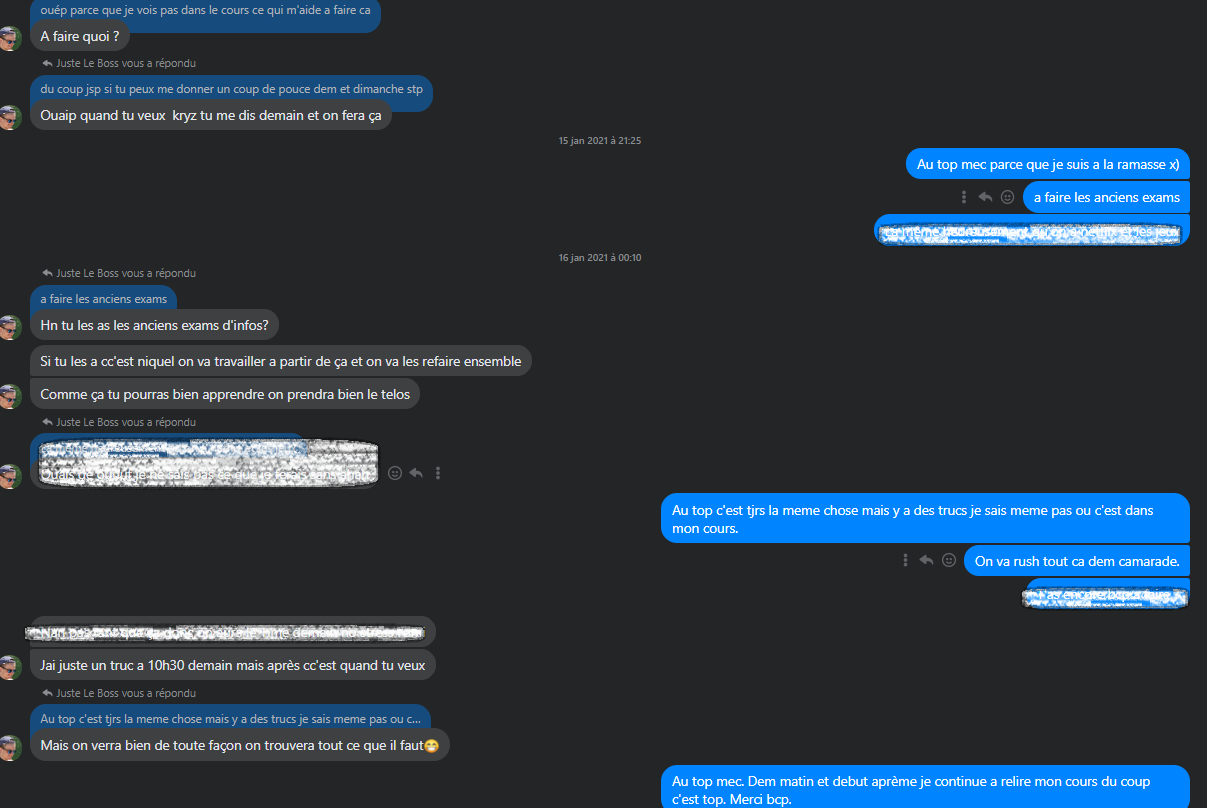 ouép parce que je vois pas dans le cours ce qui m'aide a faire ca
A faire quoi ?
Juste Le Boss vous a répondu
du coup jsp si tu peux me donner un coup de pouce dem et dimanche stp
Ouaip quand tu veux kryz tu me dis demain et on fera ça
15 jan 2021 à 21:25
Au top mec parce que je suis a la ramasse x)
a faire les anciens exams
16 jan 2021 à 00:10
Juste Le Boss vous a répondu
a faire les anciens exams
Hn tu les as les anciens exams d'infos?
Si tu les a cc'est niquel on va travailler a partir de ça et on va les refaire ensemble
Comme ça tu pourras bien apprendre on prendra bien le telos
Juste Le Boss vous a répondu
Au top c'est tjrs la meme chose mais y a des trucs je sais meme pas ou c'est dans
mon cours.
On va rush tout ca dem camarade.
Jai juste un truc a 10h30 demain mais après cc'est quand tu veux
Juste Le Boss vous a répondu
Au top c'est tjrs la meme chose mais y a des trucs je sais meme pas ou c...
Mais on verra bien de toute façon on trouvera tout ce que il faut😁
Au top mec. Dem matin et debut aprème je continue a relire mon cours du coup
c'est top. Merci bcp.